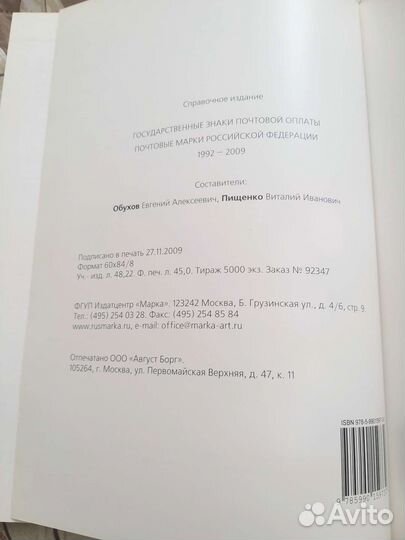 Справочное издание
ГОСУДАРСТВЕННЫЕ ЗНАКИ ПОЧТОВОЙ ОПЛАТЫ
ПОЧТОВЫЕ МАРКИ РОССИЙСКОЙ ФЕДЕРАЦИИ
1992 – 2009
Составители:
Обухов Евгений Алексеевич, Пищенко Виталий Иванович
Подписано в печать 27.11.2009
Формат 60х84/8
Уч.- изд. л. 48,22. Ф. печ. л. 45,0. Тираж 5000 экз. Заказ № 92347
ФГУП Издатцентр «Марка». 123242 Москва, Б. Грузинская ул., д. 4/6, стр.9.
Тел.: (495) 254 03 28. Факс: (495) 254 85 84
www.rusmarka.ru, e-mail: office@marka-art.ru
Отпечатано ООО «Август Борг».
105264, г. Москва, ул. Первомайская Верхняя, д. 47, к. 11
ISBN
Avito